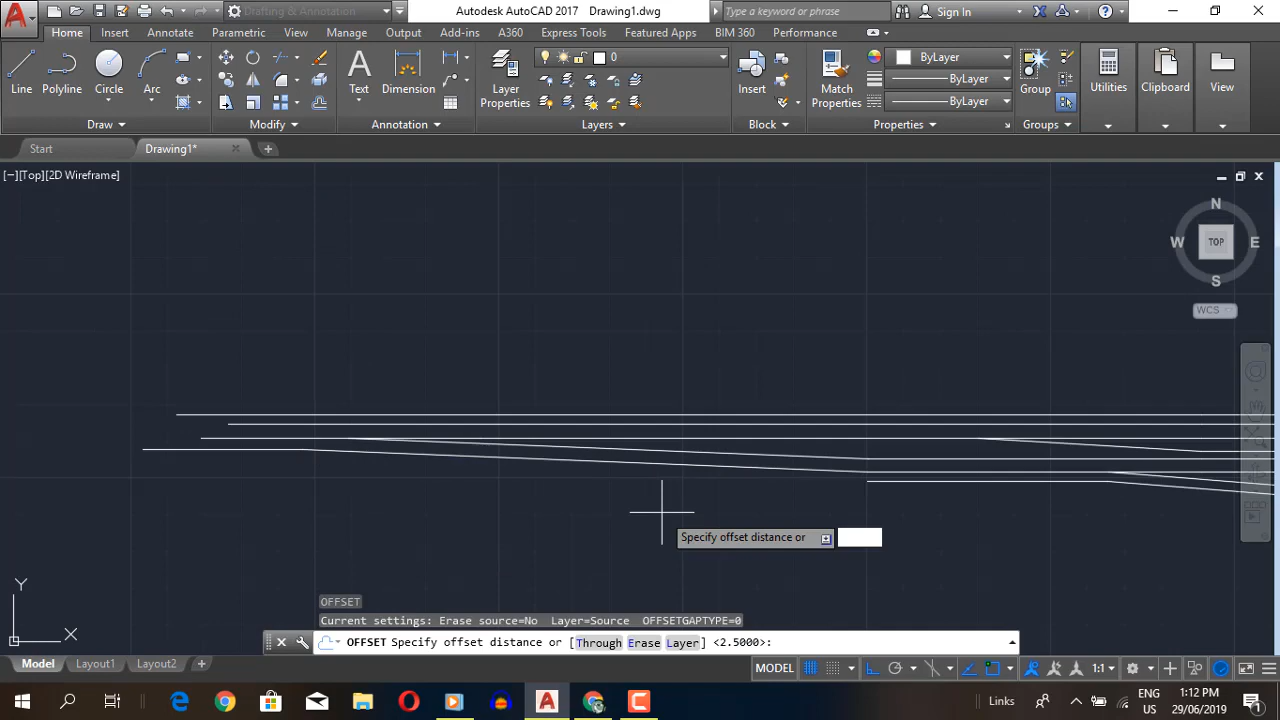 Drafting & Annotation
Autodesk AutoCAD 2017 Drawing1.dwg
Type a keyword or phrase
Sign In
Home Insert Annotate Parametric View Manage Output Add-ins A360 Express Tools Featured Apps BIM 360 Performance
0
ByLayer
ByLayer
ByLayer
Line Polyline Circle Arc
Text Dimension
Layer Properties
Insert
Match Properties
Group
Utilities
Clipboard
View
Draw Modify Annotation Layers Block Properties Groups
Start Drawing1*
[−][Top][2D Wireframe]
N
W TOP E
S
WCS
Specify offset distance or
Y
X
OFFSET
Current settings: Erase source=No Layer=Source OFFSETGAPTYPE=0
OFFSET Specify offset distance or [Through Erase Layer] <2.5000>:
Model Layout1 Layout2
MODEL
1:1
Links
ENG
US
1:12 PM
29/06/2019
1